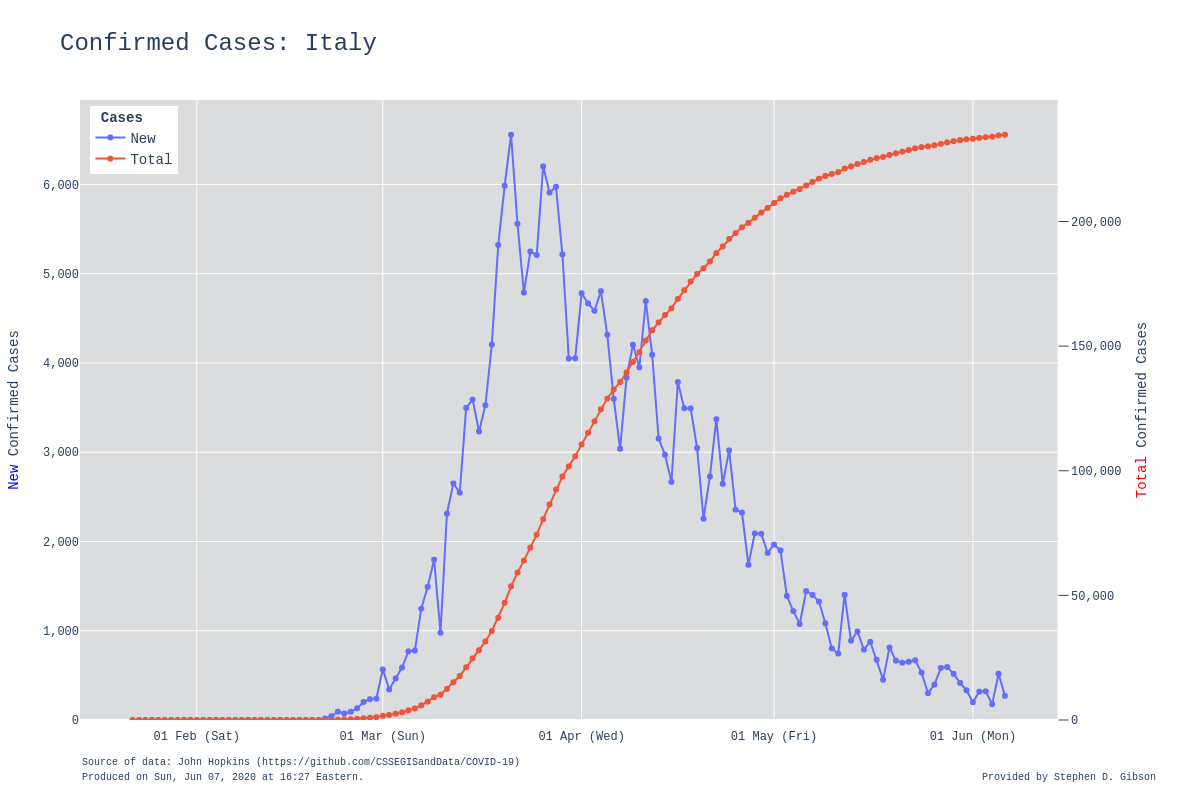 Confirmed Cases: Italy
Cases
New
Total
6,000
5,000
4,000
3,000
2,000
1,000
0
New Confirmed Cases
200,000
150,000
100,000
50,000
0
Total Confirmed Cases
01 Feb (Sat)
01 Mar (Sun)
01 Apr (Wed)
01 May (Fri)
01 Jun (Mon)
Source of data: John Hopkins (https://github.com/CSSEGISandData/COVID-19)
Produced on Sun, Jun 07, 2020 at 16:27 Eastern.
Provided by Stephen D. Gibson